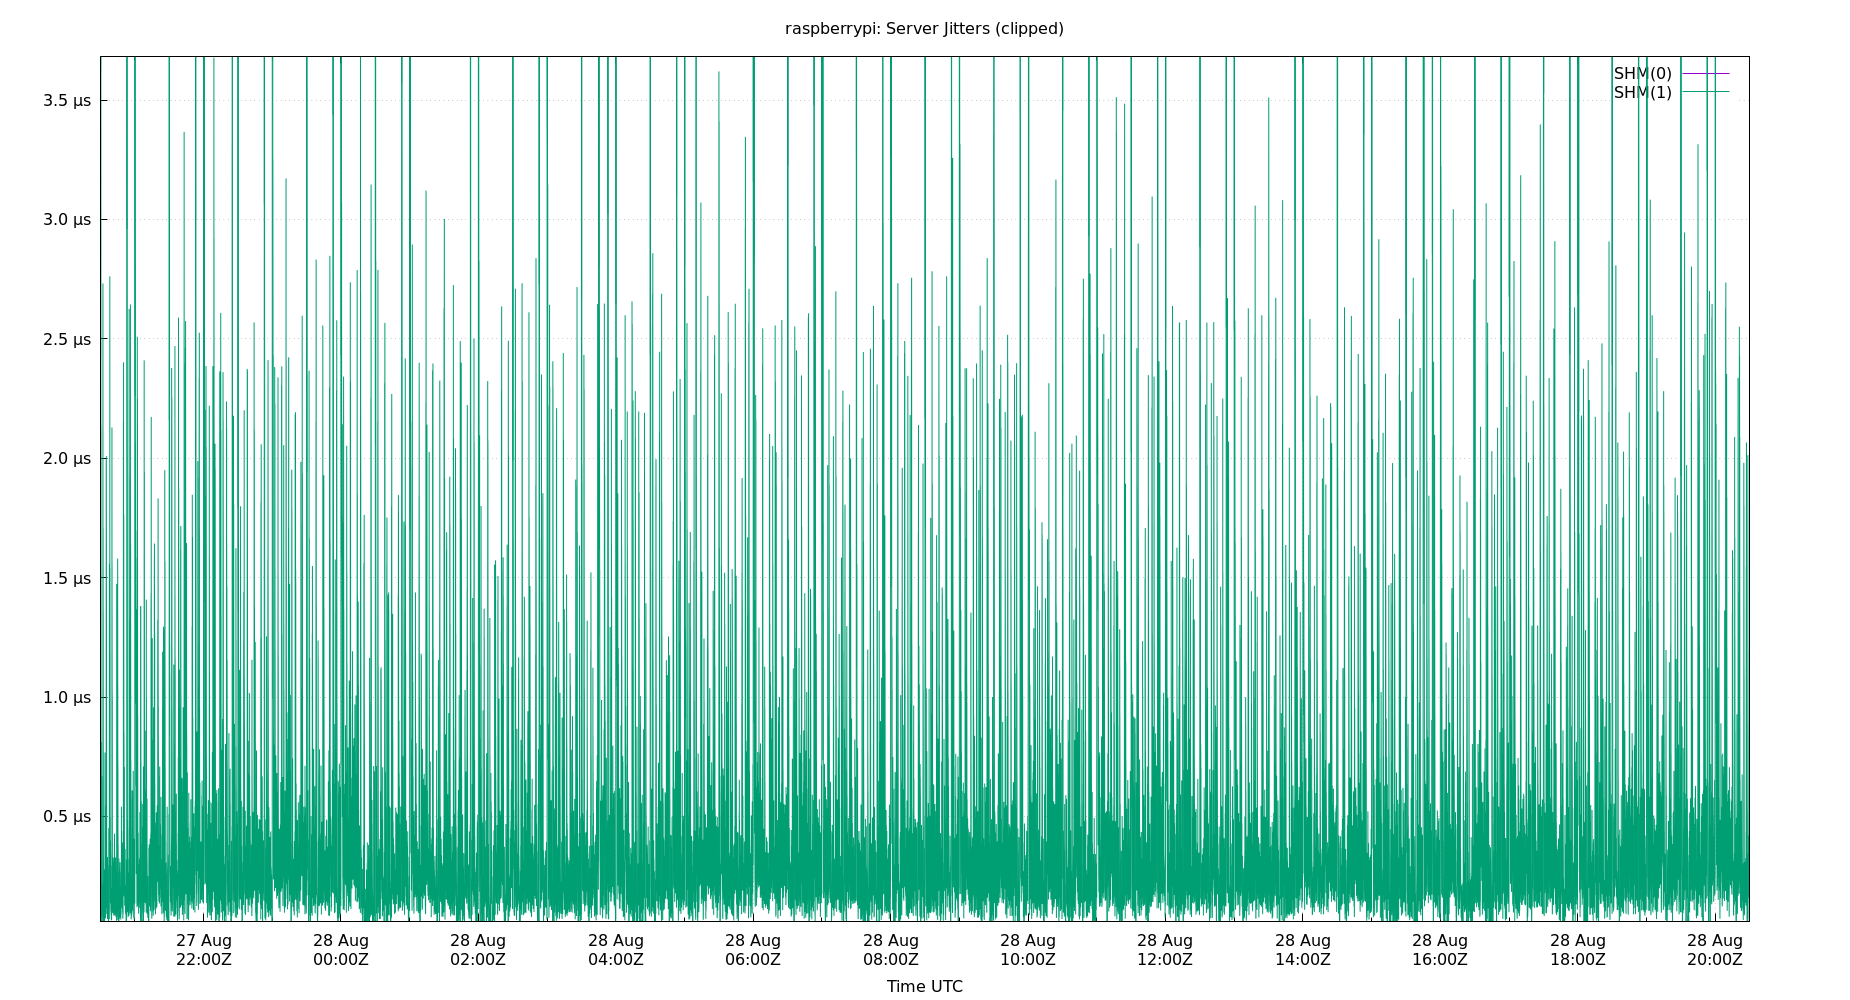 raspberrypi: Server Jitters (clipped)
SHM(0)
SHM(1)
3.5 µs
3.0 µs
2.5 µs
2.0 µs
1.5 µs
1.0 µs
0.5 µs
27 Aug 28 Aug 28 Aug 28 Aug 28 Aug 28 Aug 28 Aug 28 Aug 28 Aug 28 Aug 28 Aug 28 Aug
22:00Z 00:00Z 02:00Z 04:00Z 06:00Z 08:00Z 10:00Z 12:00Z 14:00Z 16:00Z 18:00Z 20:00Z
Time UTC